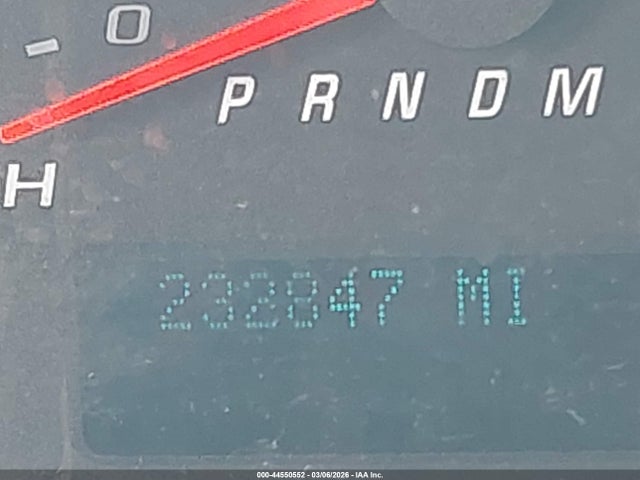 - 0
P R N D M
H
232847 MI
000-44550552 - 03/06/2026 - IAA Inc.